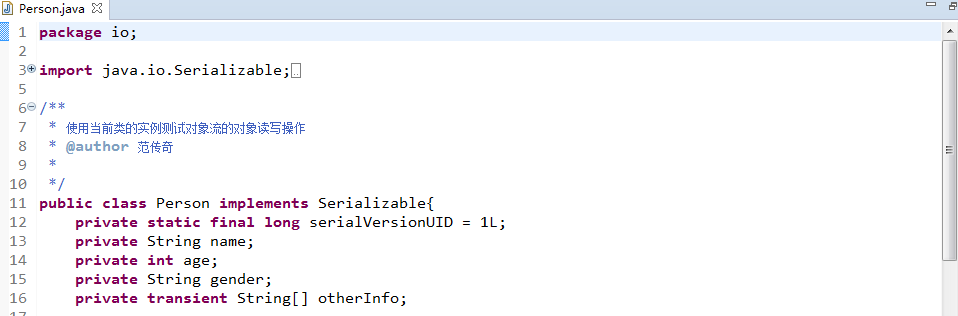 Person.java
1 package io;
2
3 import java.io.Serializable;
5
6 /**
7  * 使用当前类的实例测试对象流的对象读写操作
8  * @author 范传奇
9  *
10  */
11 public class Person implements Serializable{
12     private static final long serialVersionUID = 1L;
13     private String name;
14     private int age;
15     private String gender;
16     private transient String[] otherInfo;
17